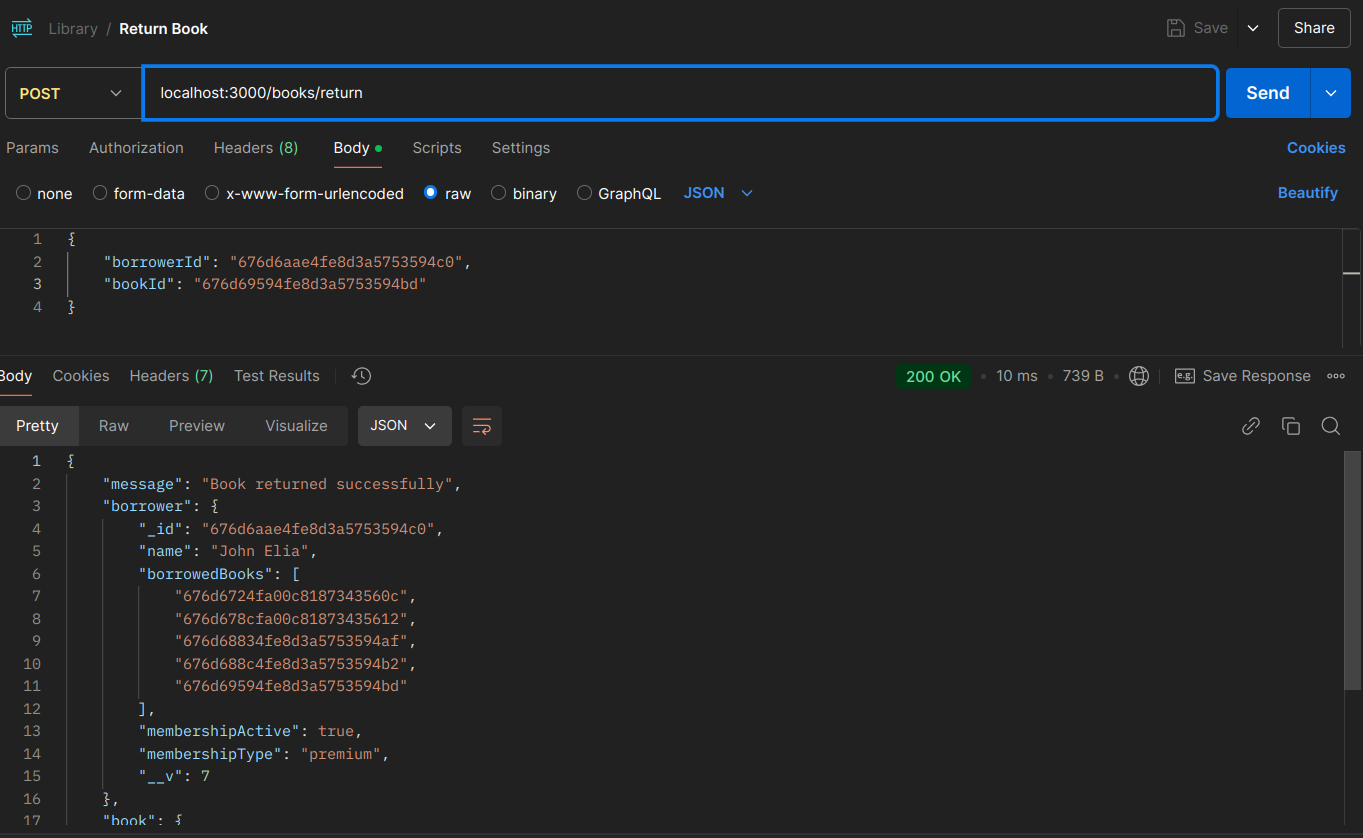 HTTP Library / Return Book Save Share
POST localhost:3000/books/return Send
Params Authorization Headers (8) Body Scripts Settings Cookies
none form-data x-www-form-urlencoded raw binary GraphQL JSON Beautify
1 {
2 "borrowerId": "676d6aae4fe8d3a5753594c0",
3 "bookId": "676d69594fe8d3a5753594bd"
4 }
Body Cookies Headers (7) Test Results 200 OK 10 ms 739 B e.g. Save Response
Pretty Raw Preview Visualize JSON
1 {
2 "message": "Book returned successfully",
3 "borrower": {
4 "_id": "676d6aae4fe8d3a5753594c0",
5 "name": "John Elia",
6 "borrowedBooks": [
7 "676d6724fa00c8187343560c",
8 "676d678cfa00c81873435612",
9 "676d68834fe8d3a5753594af",
10 "676d688c4fe8d3a5753594b2",
11 "676d69594fe8d3a5753594bd"
12 ],
13 "membershipActive": true,
14 "membershipType": "premium",
15 "__v": 7
16 },
17 "book": {